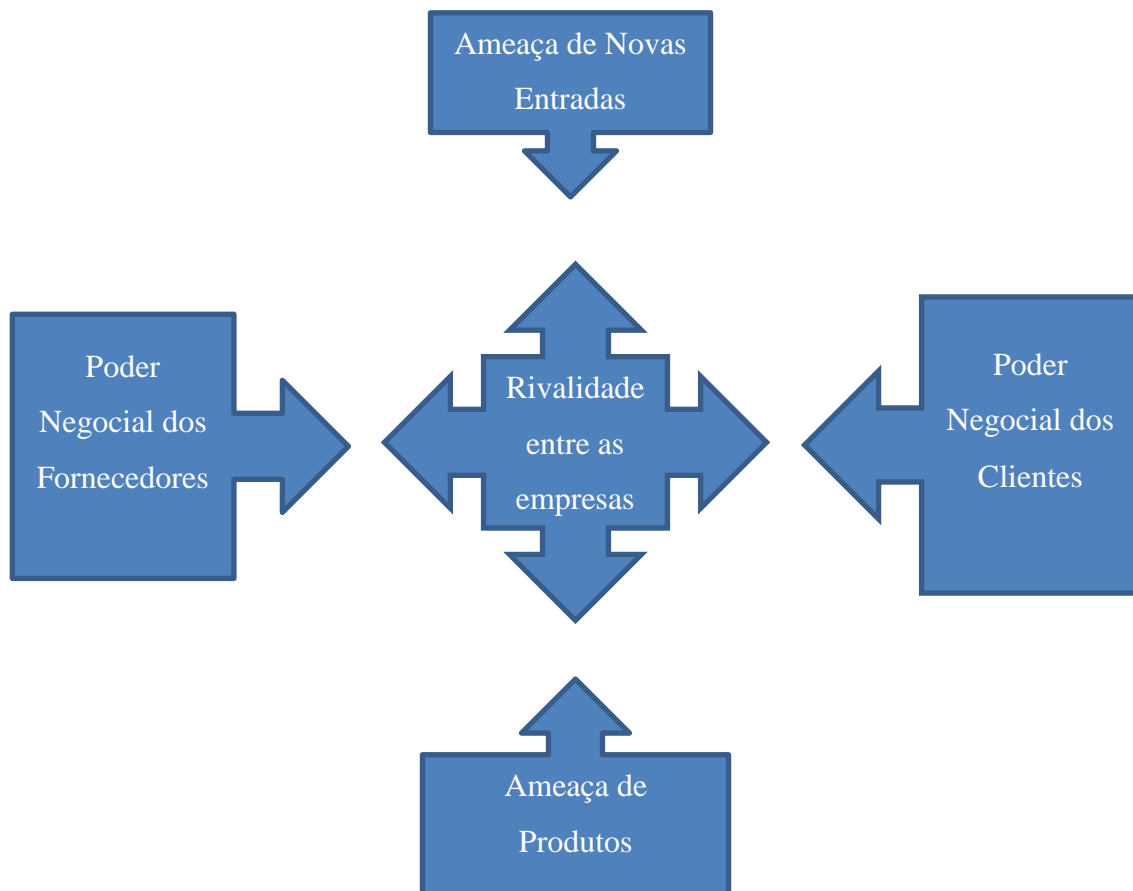 Ameaça de Novas
Entradas
Poder
Negocial dos
Fornecedores
Rivalidade
entre as
empresas
Poder
Negocial dos
Clientes
Ameaça de
Produtos